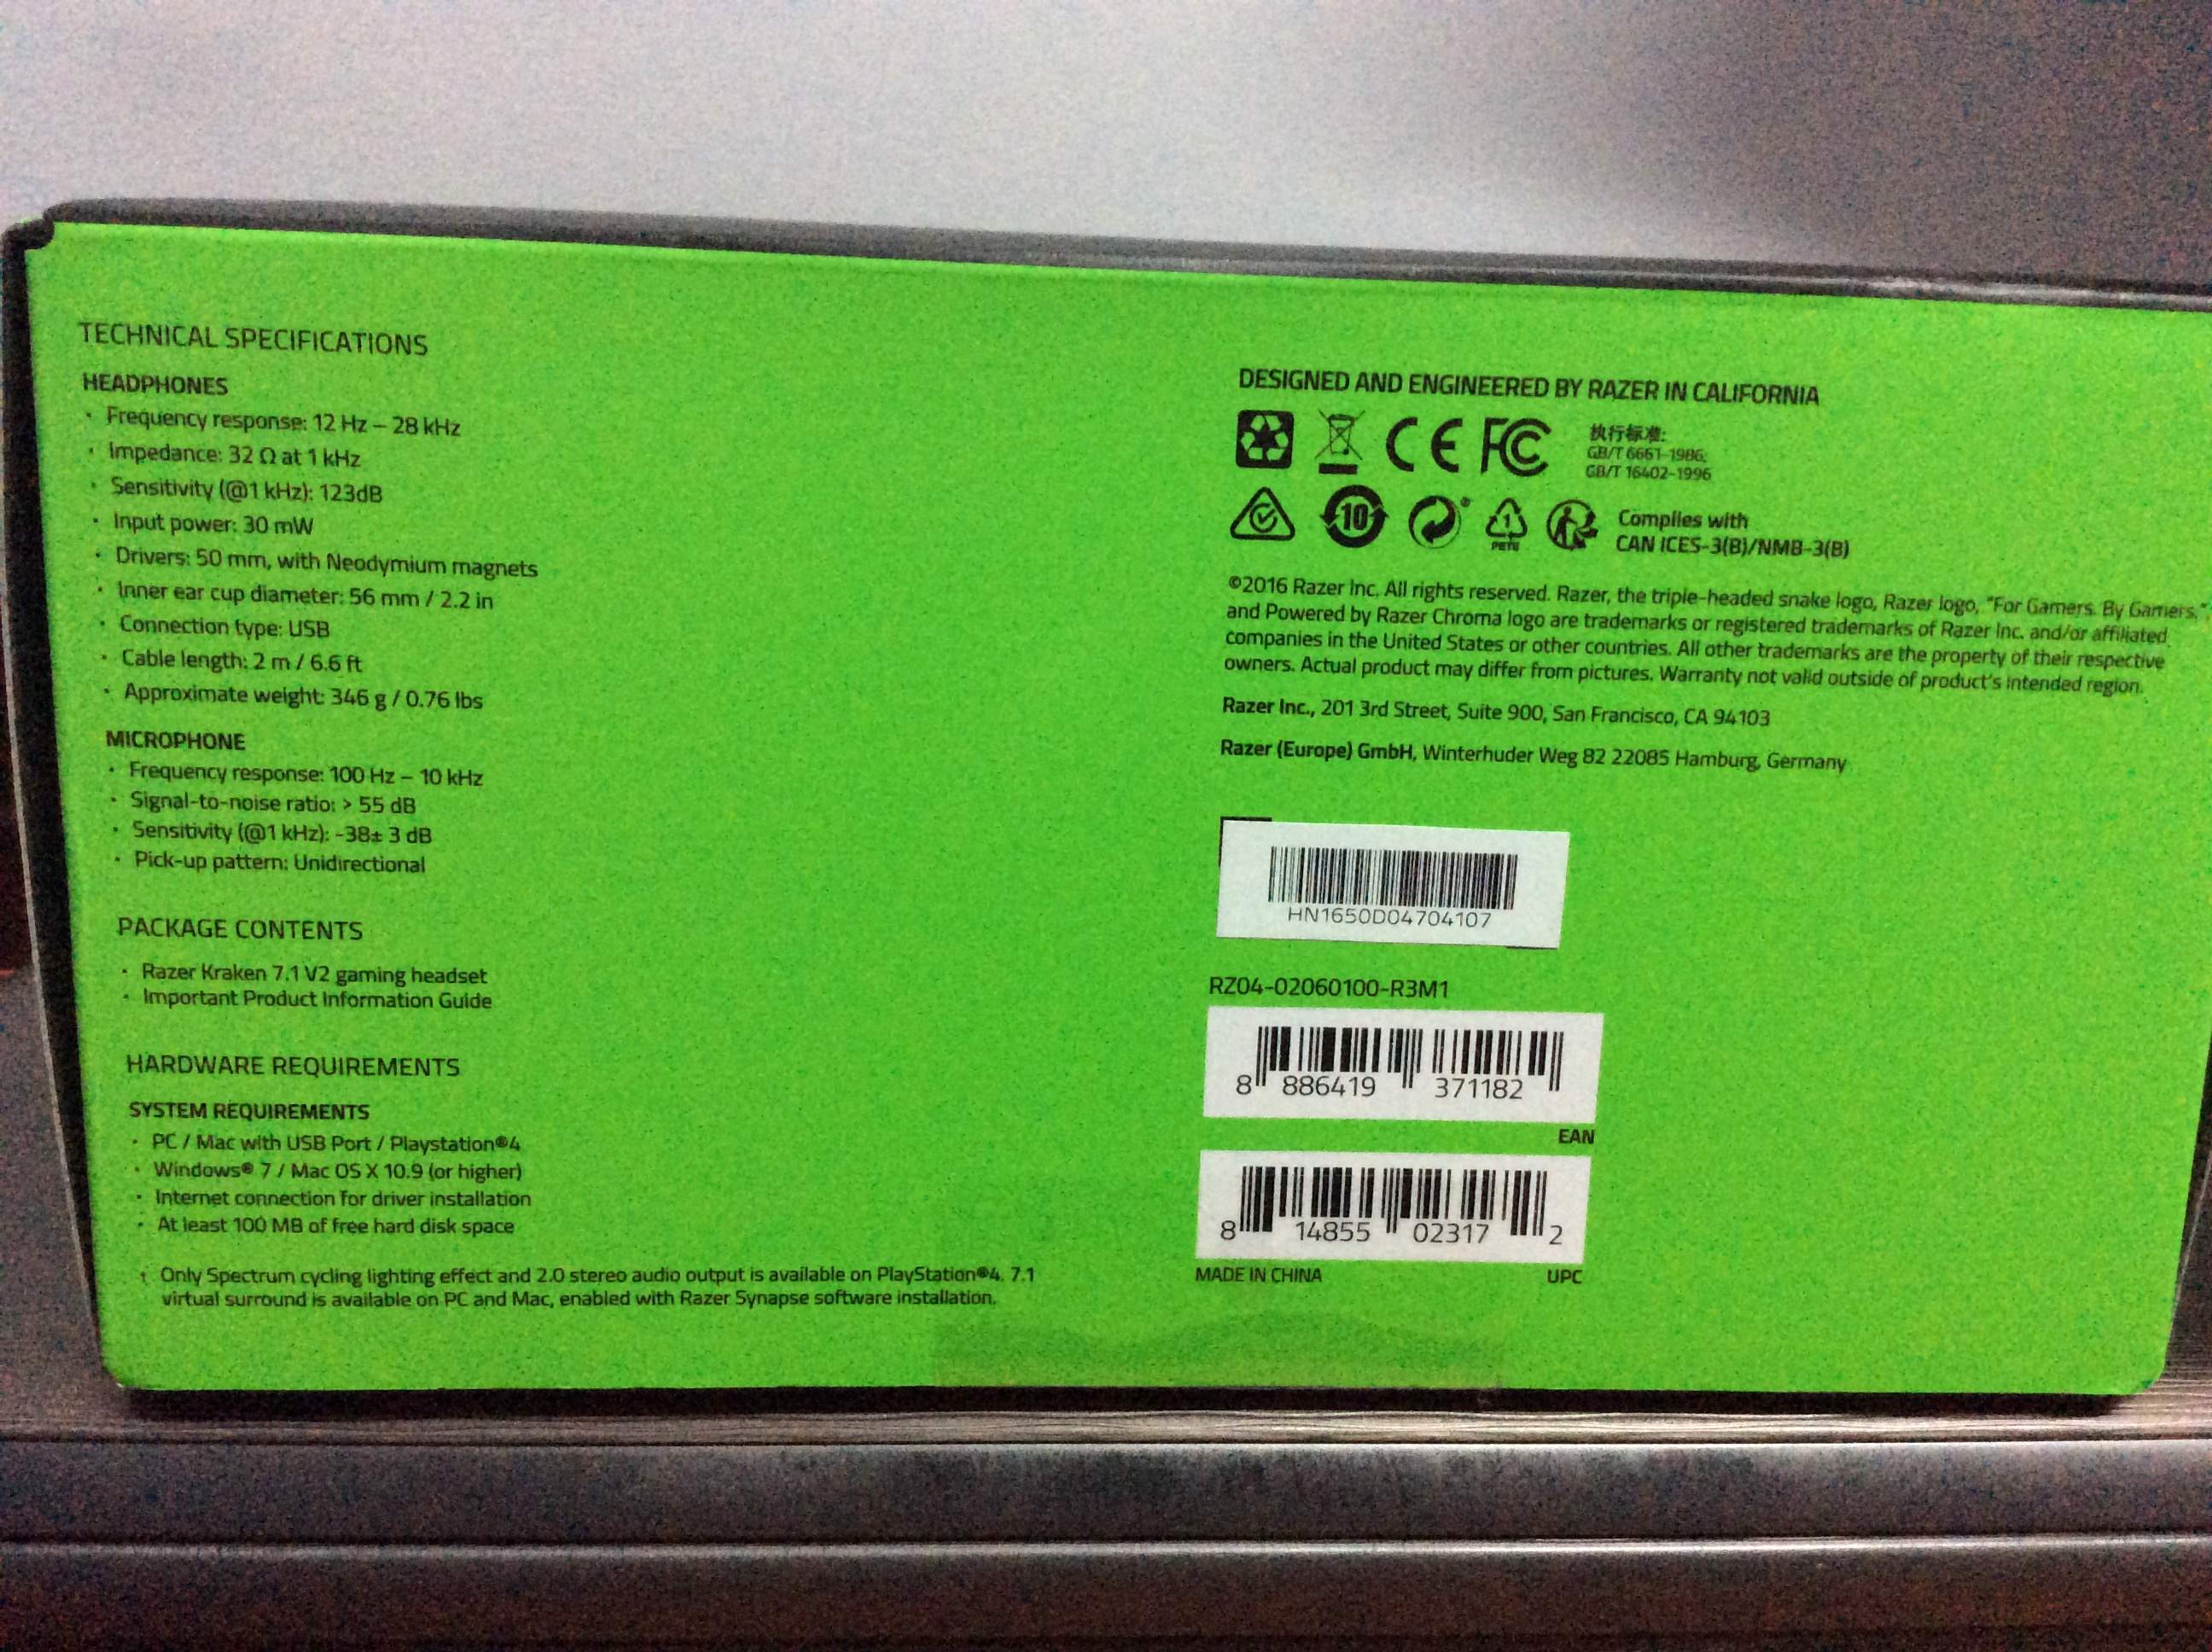 TECHNICAL SPECIFICATIONS
HEADPHONES
· Frequency response: 12 Hz – 28 kHz
· Impedance: 32 Ω at 1 kHz
· Sensitivity (@1 kHz): 123dB
· Input power: 30 mW
· Drivers: 50 mm, with Neodymium magnets
· Inner ear cup diameter: 56 mm / 2.2 in
· Connection type: USB
· Cable length: 2 m / 6.6 ft
· Approximate weight: 346 g / 0.76 lbs
MICROPHONE
· Frequency response: 100 Hz – 10 kHz
· Signal-to-noise ratio: > 55 dB
· Sensitivity (@1 kHz): -38± 3 dB
· Pick-up pattern: Unidirectional
PACKAGE CONTENTS
· Razer Kraken 7.1 V2 gaming headset
· Important Product Information Guide
HARDWARE REQUIREMENTS
SYSTEM REQUIREMENTS
· PC / Mac with USB Port / Playstation®4
· Windows® 7 / Mac OS X 10.9 (or higher)
· Internet connection for driver installation
· At least 100 MB of free hard disk space
† Only Spectrum cycling lighting effect and 2.0 stereo audio output is available on PlayStation®4. 7.1
virtual surround is available on PC and Mac, enabled with Razer Synapse software installation.
DESIGNED AND ENGINEERED BY RAZER IN CALIFORNIA
CE FC
执行标准:
GB/T 6661-1986;
GB/T 16402-1996
10
1
PETE
Complies with
CAN ICES-3(B)/NMB-3(B)
©2016 Razer Inc. All rights reserved. Razer, the triple-headed snake logo, Razer logo, "For Gamers. By Gamers."
and Powered by Razer Chroma logo are trademarks or registered trademarks of Razer Inc. and/or affiliated
companies in the United States or other countries. All other trademarks are the property of their respective
owners. Actual product may differ from pictures. Warranty not valid outside of product's intended region.
Razer Inc., 201 3rd Street, Suite 900, San Francisco, CA 94103
Razer (Europe) GmbH, Winterhuder Weg 82 22085 Hamburg, Germany
HN1650D04704107
RZ04-02060100-R3M1
8 886419 371182
EAN
8 14855 02317 2
MADE IN CHINA UPC